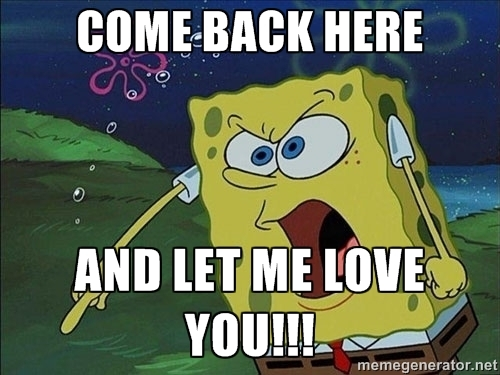 COME BACK HERE
AND LET ME LOVE
YOU!!!
memegenerator.net